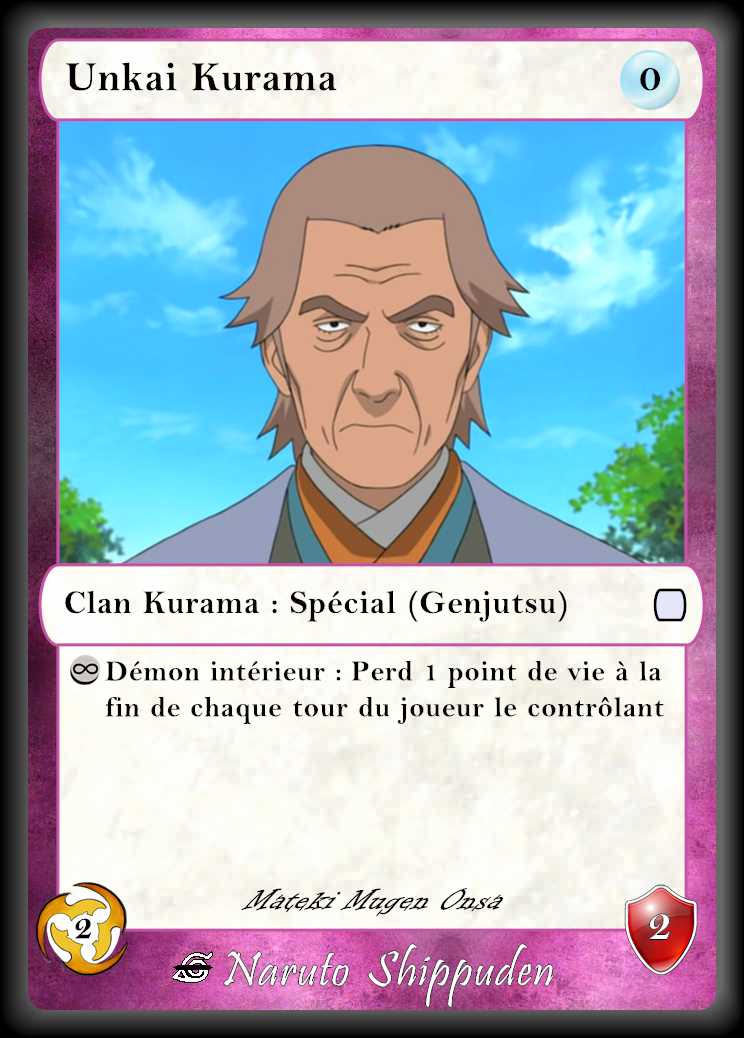 Unkai Kurama
0
Clan Kurama : Spécial (Genjutsu)
∞ Démon intérieur : Perd 1 point de vie à la
fin de chaque tour du joueur le contrôlant
Mateki Mugen Onsa
2
2
Naruto Shippuden